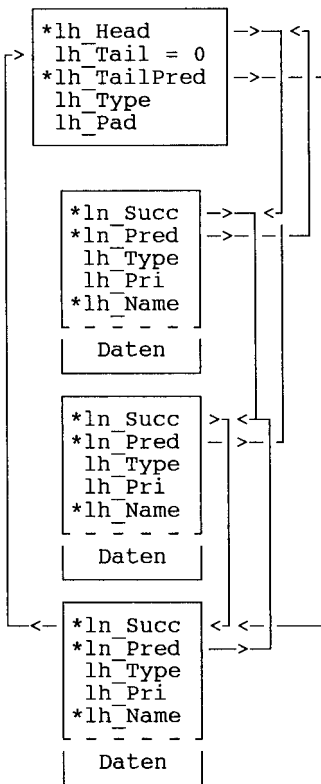 *lh_Head
lh_Tail = 0
*lh_TailPred
lh_Type
lh_Pad
*ln_Succ
*ln_Pred
lh_Type
lh_Pri
*lh_Name
Daten
*ln_Succ
*ln_Pred
lh_Type
lh_Pri
*lh_Name
Daten
*ln_Succ
*ln_Pred
lh_Type
lh_Pri
*lh_Name
Daten